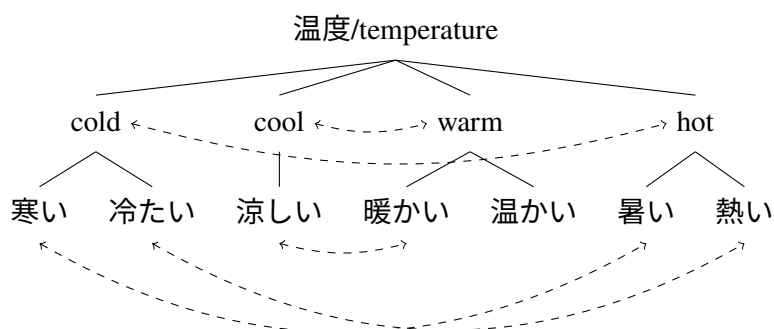 温度/temperature
cold cool warm hot
寒い 冷たい 涼しい 暖かい 温かい 暑い 熱い